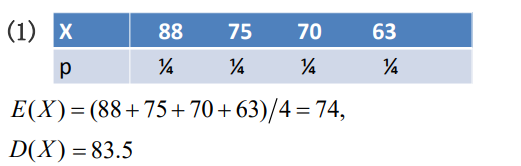 (1) X 88 75 70 63
p ¼ ¼ ¼ ¼
E(X)=(88+75+70+63)/4=74,
D(X)=83.5